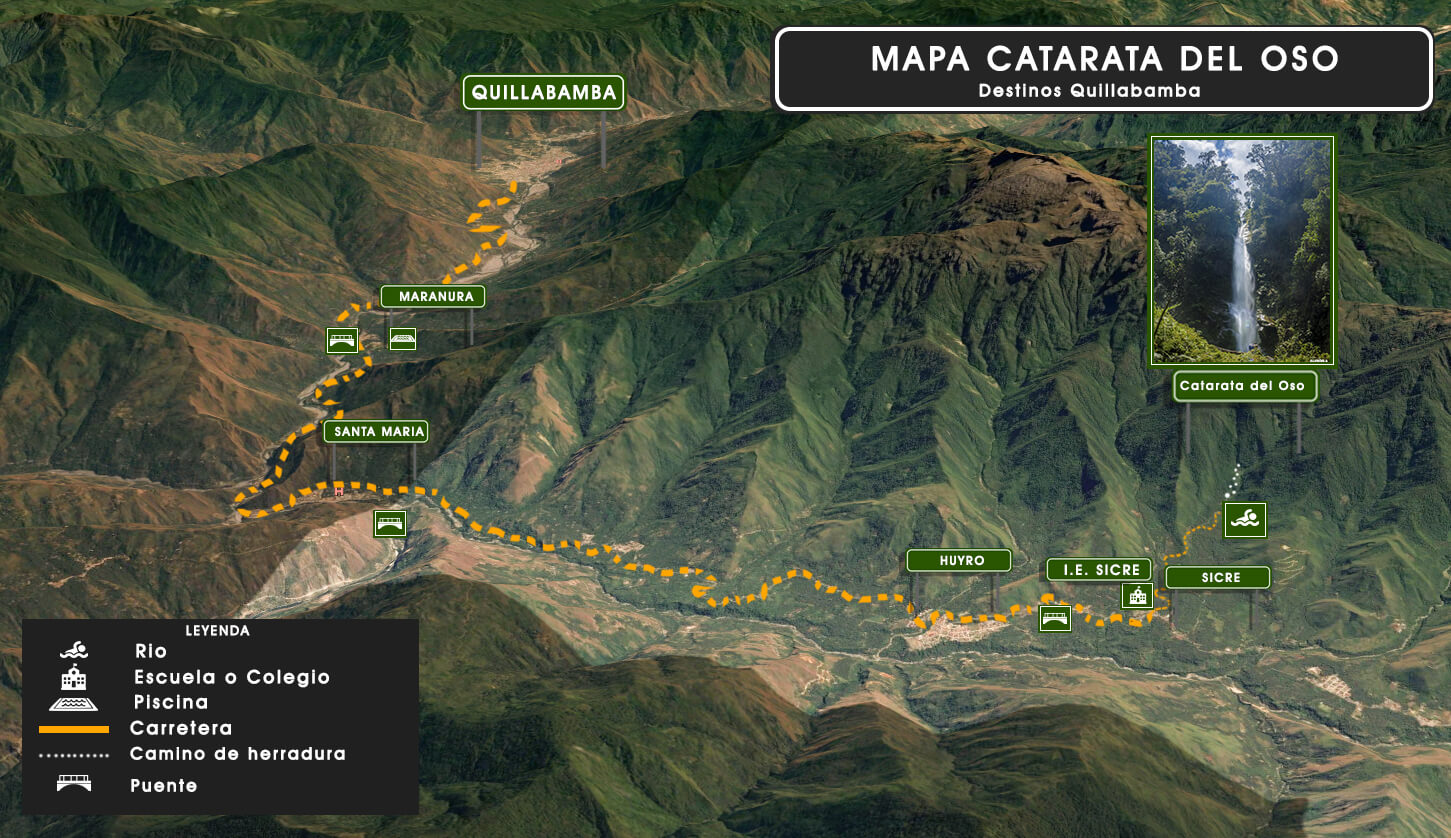 MAPA CATARATA DEL OSO
Destinos Quillabamba
QUILLABAMBA
MARANURA
SANTA MARIA
Catarata del Oso
HUYRO
I.E. SICRE
SICRE
LEYENDA
Rio
Escuela o Colegio
Piscina
Carretera
Camino de herradura
Puente